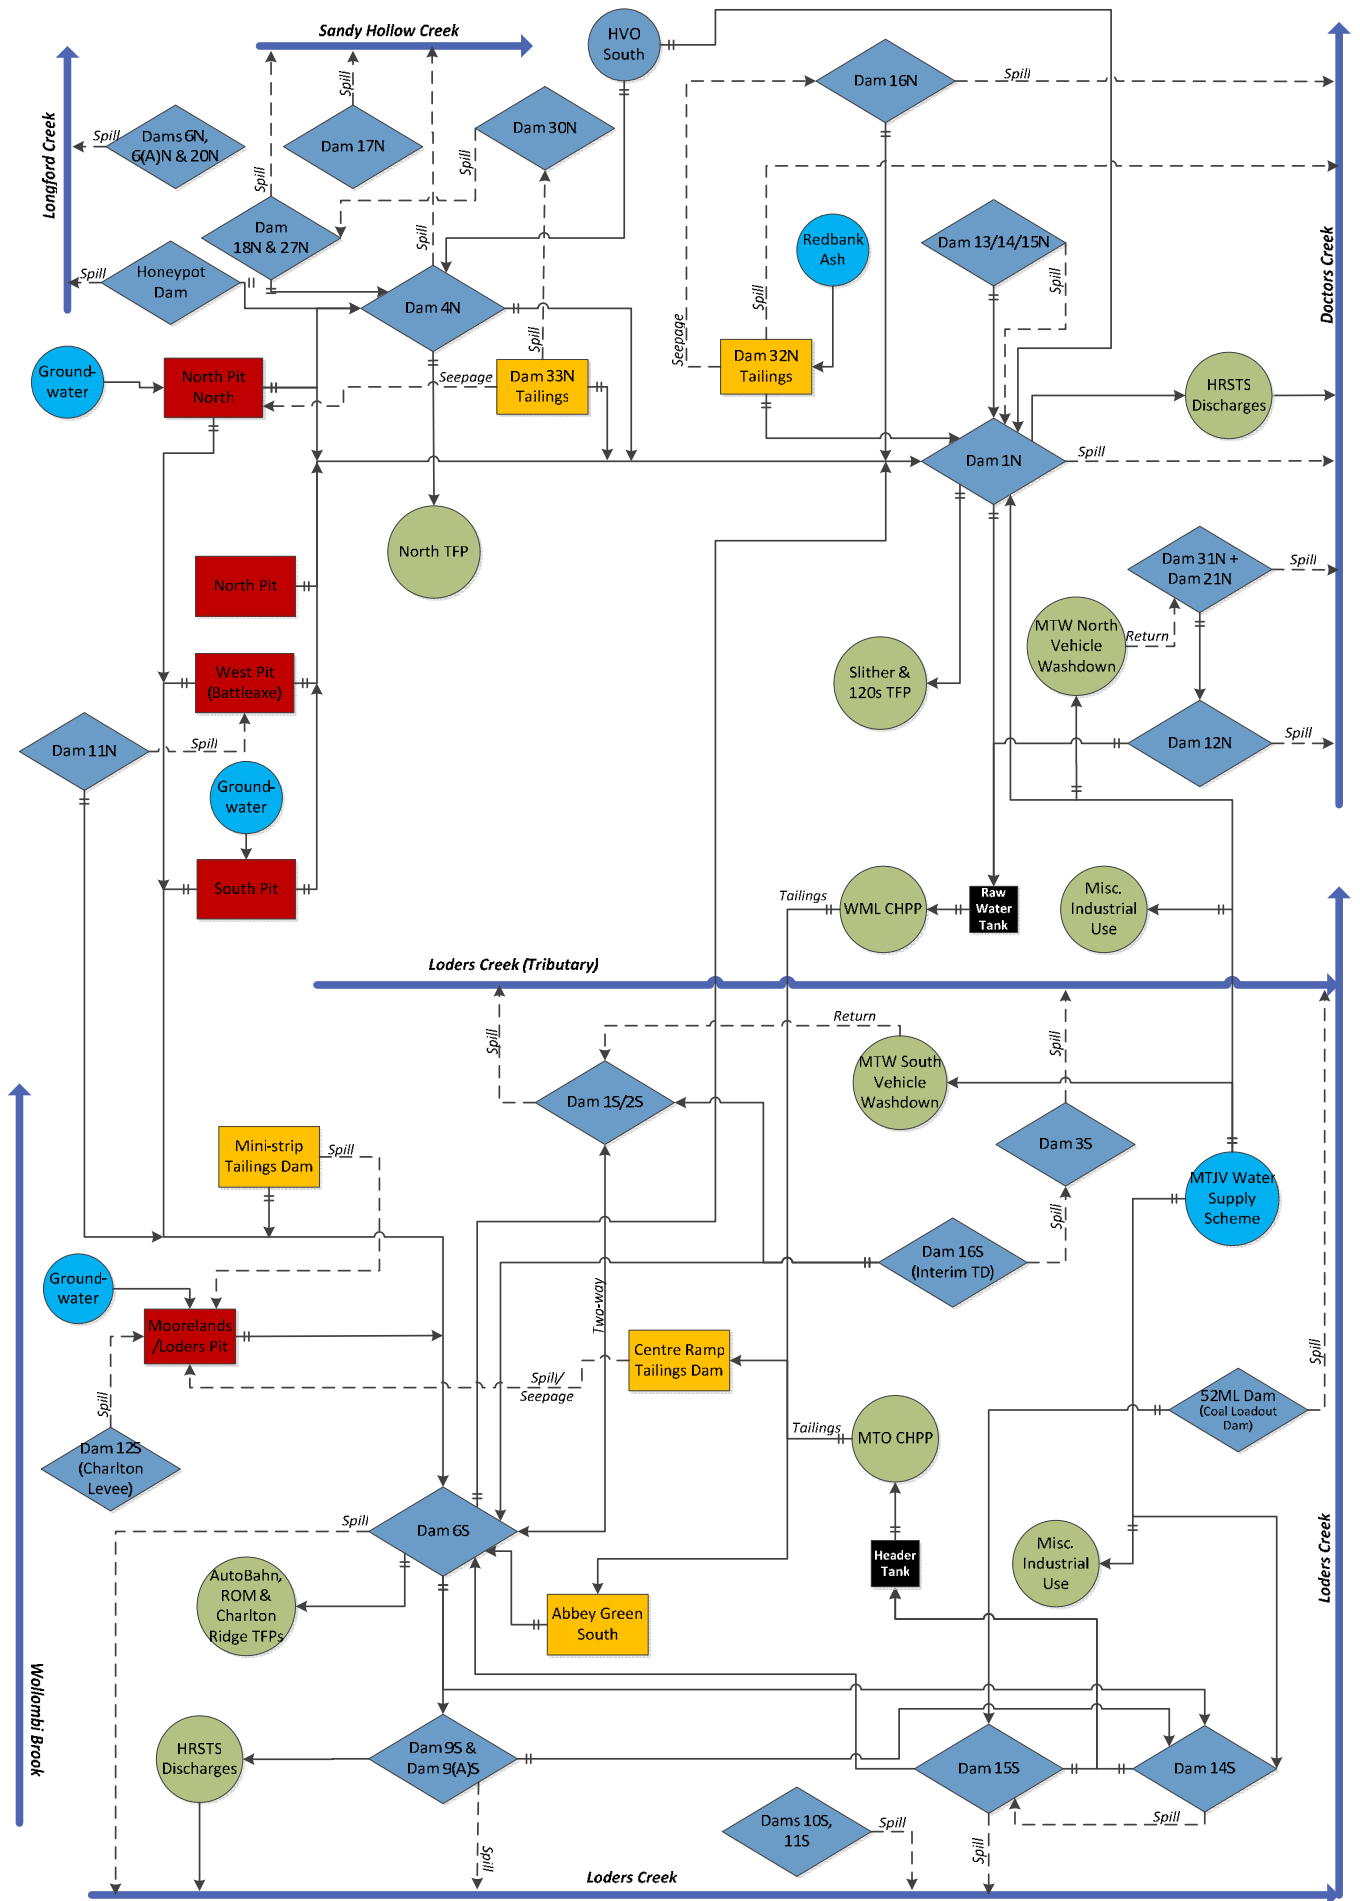 Sandy Hollow Creek
HVO
South
Longford Creek
Spill
Dams 6N,
6(A)N & 20N
Spill
Spill
Dam 17N
Spill
Dam 30N
Spill
Dam 16N
Spill
Doctors Creek
Dam
18N & 27N
Spill
Spill
Honeypot
Dam
Dam 4N
Redbank
Ash
Dam 13/14/15N
Spill
Spill
Seepage
Spill
Ground-
water
North Pit
North
Seepage
Dam 33N
Tailings
Dam 32N
Tailings
HRSTS
Discharges
Dam 1N
Spill
North TFP
North Pit
Dam 31N +
Dam 21N
Spill
MTW North
Vehicle
Washdown
Return
West Pit
(Battleaxe)
Slither &
120s TFP
Dam 11N
Spill
Dam 12N
Spill
Ground-
water
South Pit
Tailings
WML CHPP
Raw
Water
Tank
Misc.
Industrial
Use
Loders Creek (Tributary)
Spill
Return
Spill
MTW South
Vehicle
Washdown
Dam 1S/2S
Mini-strip
Tailings Dam
Spill
Dam 3S
MTJV Water
Supply
Scheme
Spill
Dam 16S
(Interim TD)
Ground-
water
Two-way
Moorelands
/Loders Pit
Centre Ramp
Tailings Dam
Spill/
Seepage
Spill
Spill
52ML Dam
(Coal Loadout
Dam)
Tailings
MTO CHPP
Dam 12S
(Charlton
Levee)
Spill
Dam 6S
Header
Tank
Misc.
Industrial
Use
Loders Creek
AutoBahn,
ROM &
Charlton
Ridge TFPs
Abbey Green
South
Wollombi Brook
HRSTS
Discharges
Dam 9S &
Dam 9(A)S
Dam 15S
Dam 14S
Spill
Dams 10S,
11S
Spill
Spill
Spill
Loders Creek